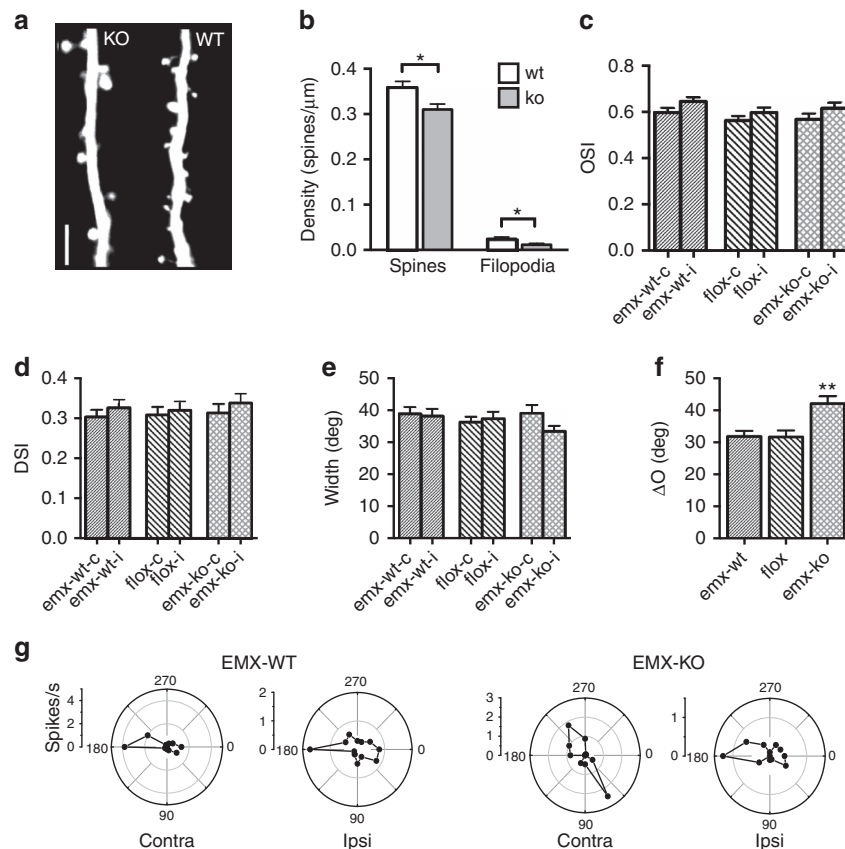 a
KO
WT
b
Density (spines/μm)
0.4
0.3
0.2
0.1
0.0
*
*
wt
ko
Spines
Filopodia
c
OSI
0.8
0.6
0.4
0.2
0.0
emx-wt-c
emx-wt-i
flox-c
flox-i
emx-ko-c
emx-ko-i
d
DSI
0.4
0.3
0.2
0.1
0.0
emx-wt-c
emx-wt-i
flox-c
flox-i
emx-ko-c
emx-ko-i
e
Width (deg)
50
40
30
20
10
0
emx-wt-c
emx-wt-i
flox-c
flox-i
emx-ko-c
emx-ko-i
f
ΔO (deg)
50
40
30
20
10
0
**
emx-wt
flox
emx-ko
g
EMX-WT
Spikes/s
4
2
0
270
180
0
90
Contra
2
1
0
270
180
0
90
Ipsi
EMX-KO
3
2
1
0
270
180
0
90
Contra
1
0
270
180
0
90
Ipsi